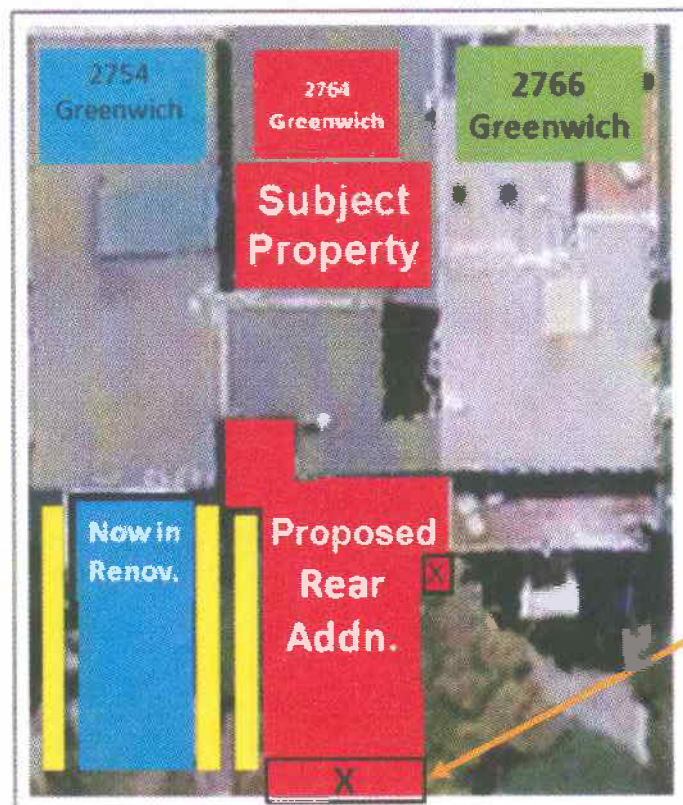 2754
Greenwich
2764
Greenwich
2766
Greenwich
Subject
Property
Now in
Renov.
Proposed
Rear
Addn.
X
X